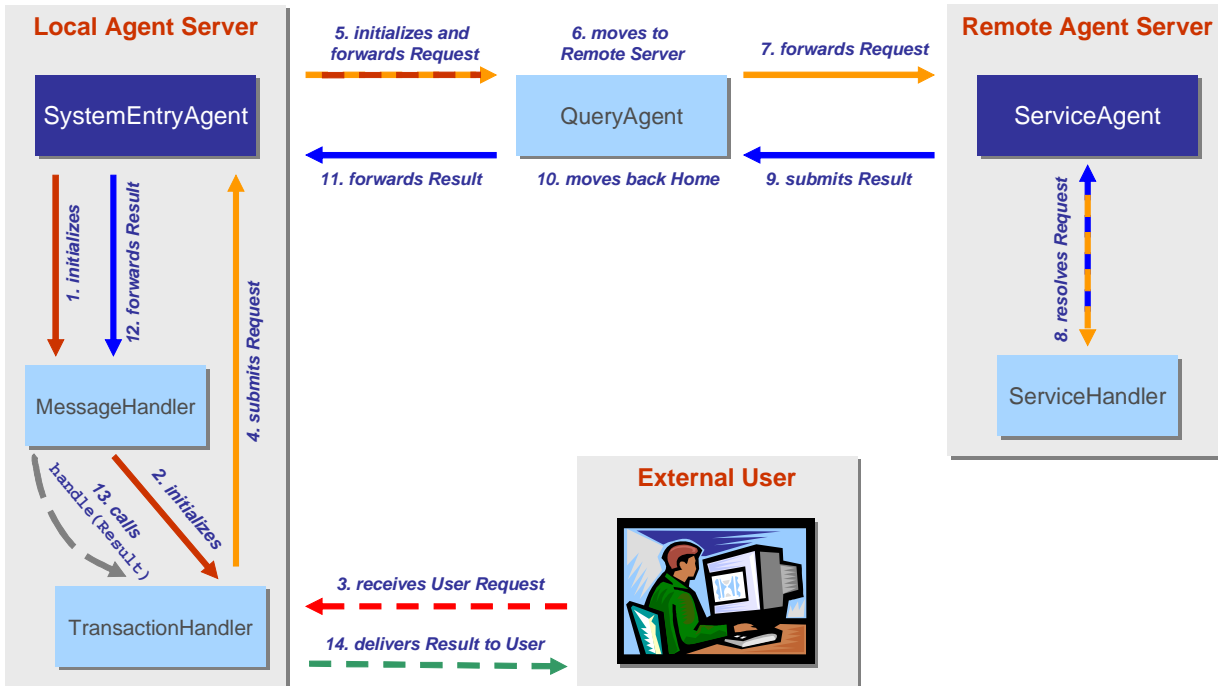 Local Agent Server
SystemEntryAgent
1. initializes
12. forwards Result
4. submits Request
MessageHandler
13. calls
handle(Result)
2. initializes
TransactionHandler
5. initializes and
forwards Request
6. moves to
Remote Server
7. forwards Request
QueryAgent
11. forwards Result
10. moves back Home
9. submits Result
Remote Agent Server
ServiceAgent
8. resolves Request
ServiceHandler
External User
3. receives User Request
14. delivers Result to User